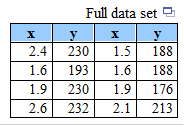 Full data set
x y x y
2.4 230 1.5 188
1.6 193 1.6 188
1.9 230 1.9 176
2.6 232 2.1 213